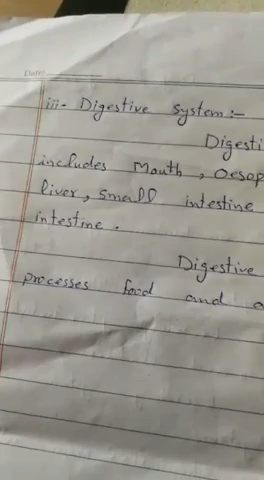 Date:
iii- Digestive System:-
Digesti
includes Mouth, Oesop
liver, small intestine
intestine.
Digestive
processes food and